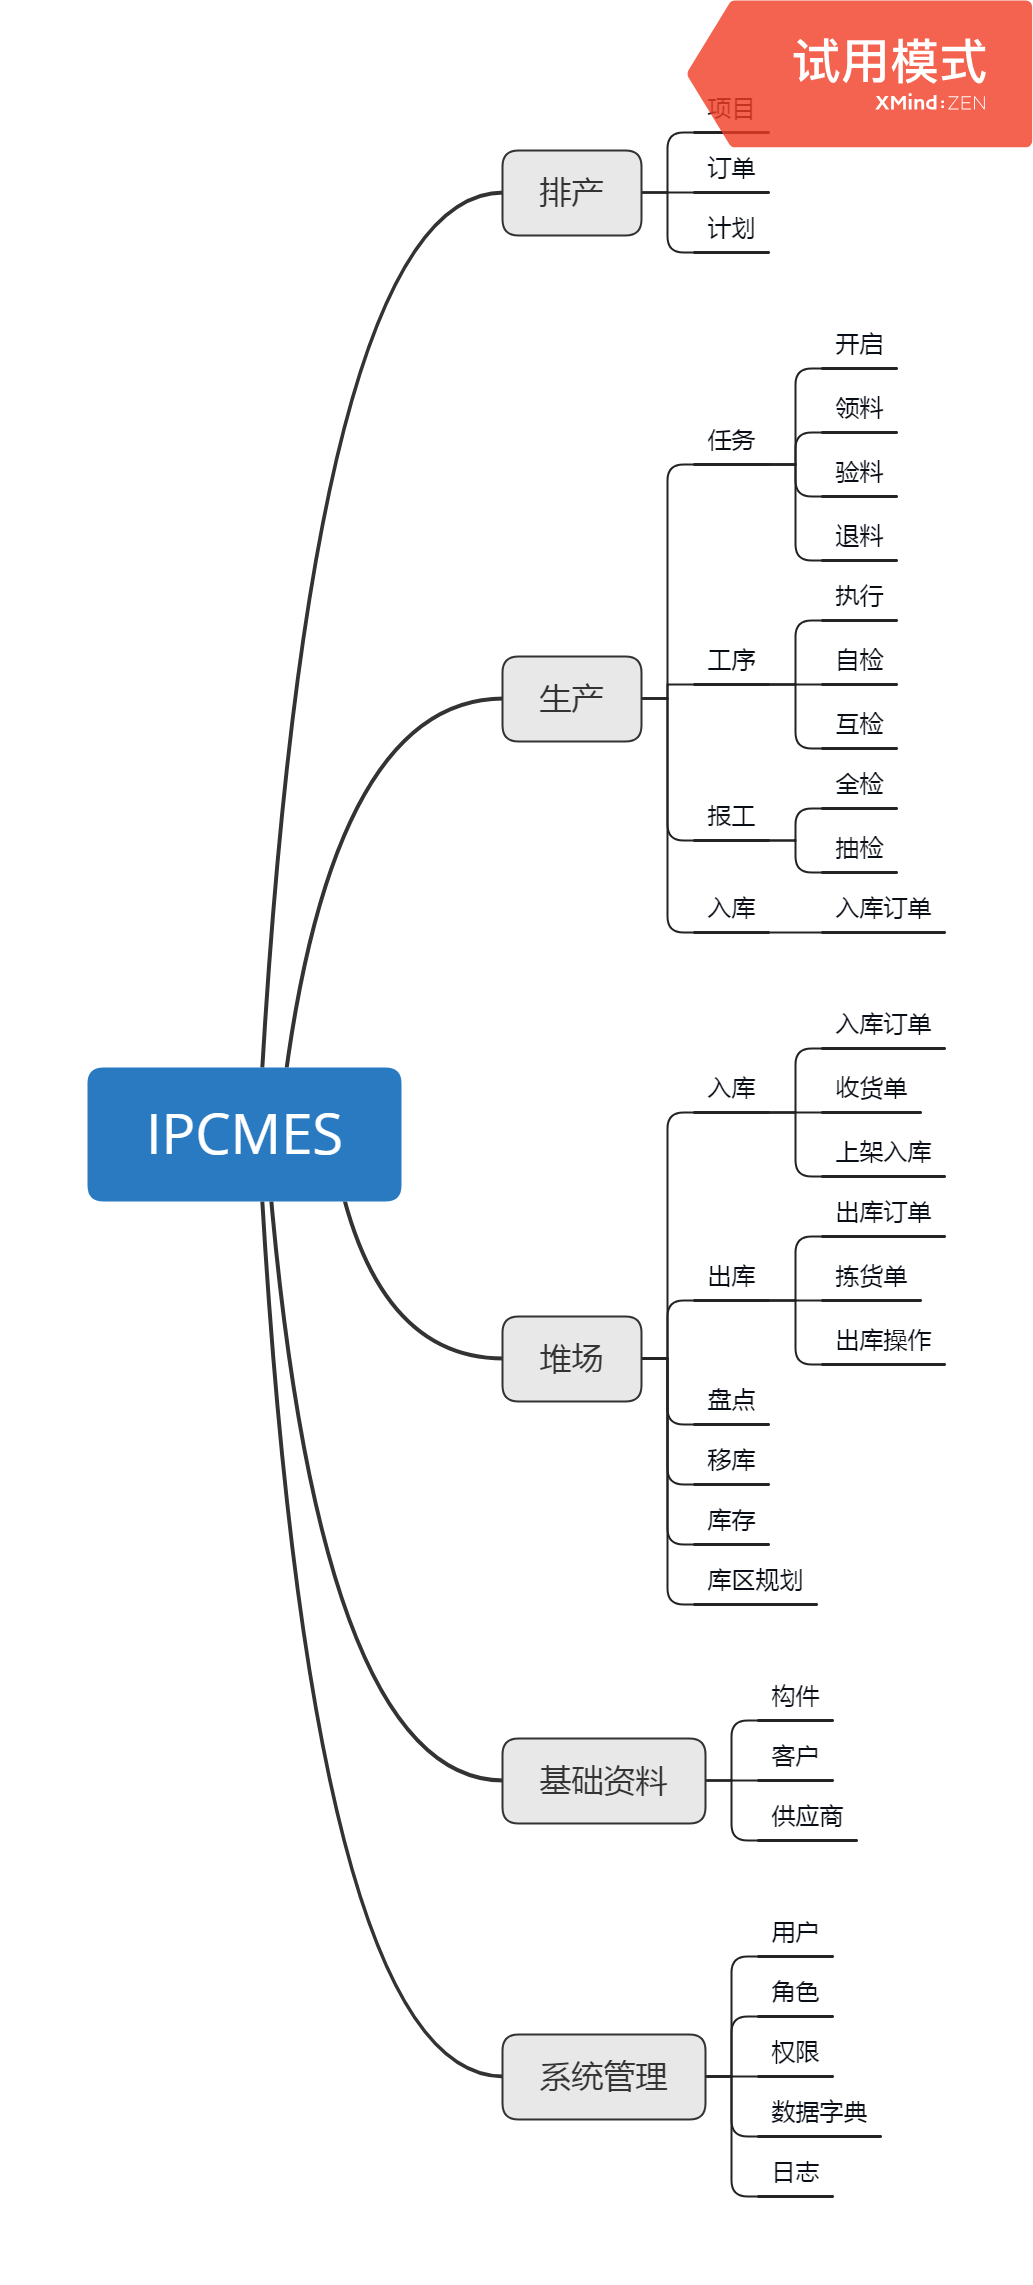 试用模式
XMind:ZEN
项目
排产
订单
计划
开启
领料
任务
验料
退料
执行
工序
自检
生产
互检
全检
报工
抽检
入库
入库订单
入库订单
入库
收货单
IPCMES
上架入库
出库订单
出库
拣货单
出库操作
堆场
盘点
移库
库存
库区规划
构件
客户
基础资料
供应商
用户
角色
权限
系统管理
数据字典
日志